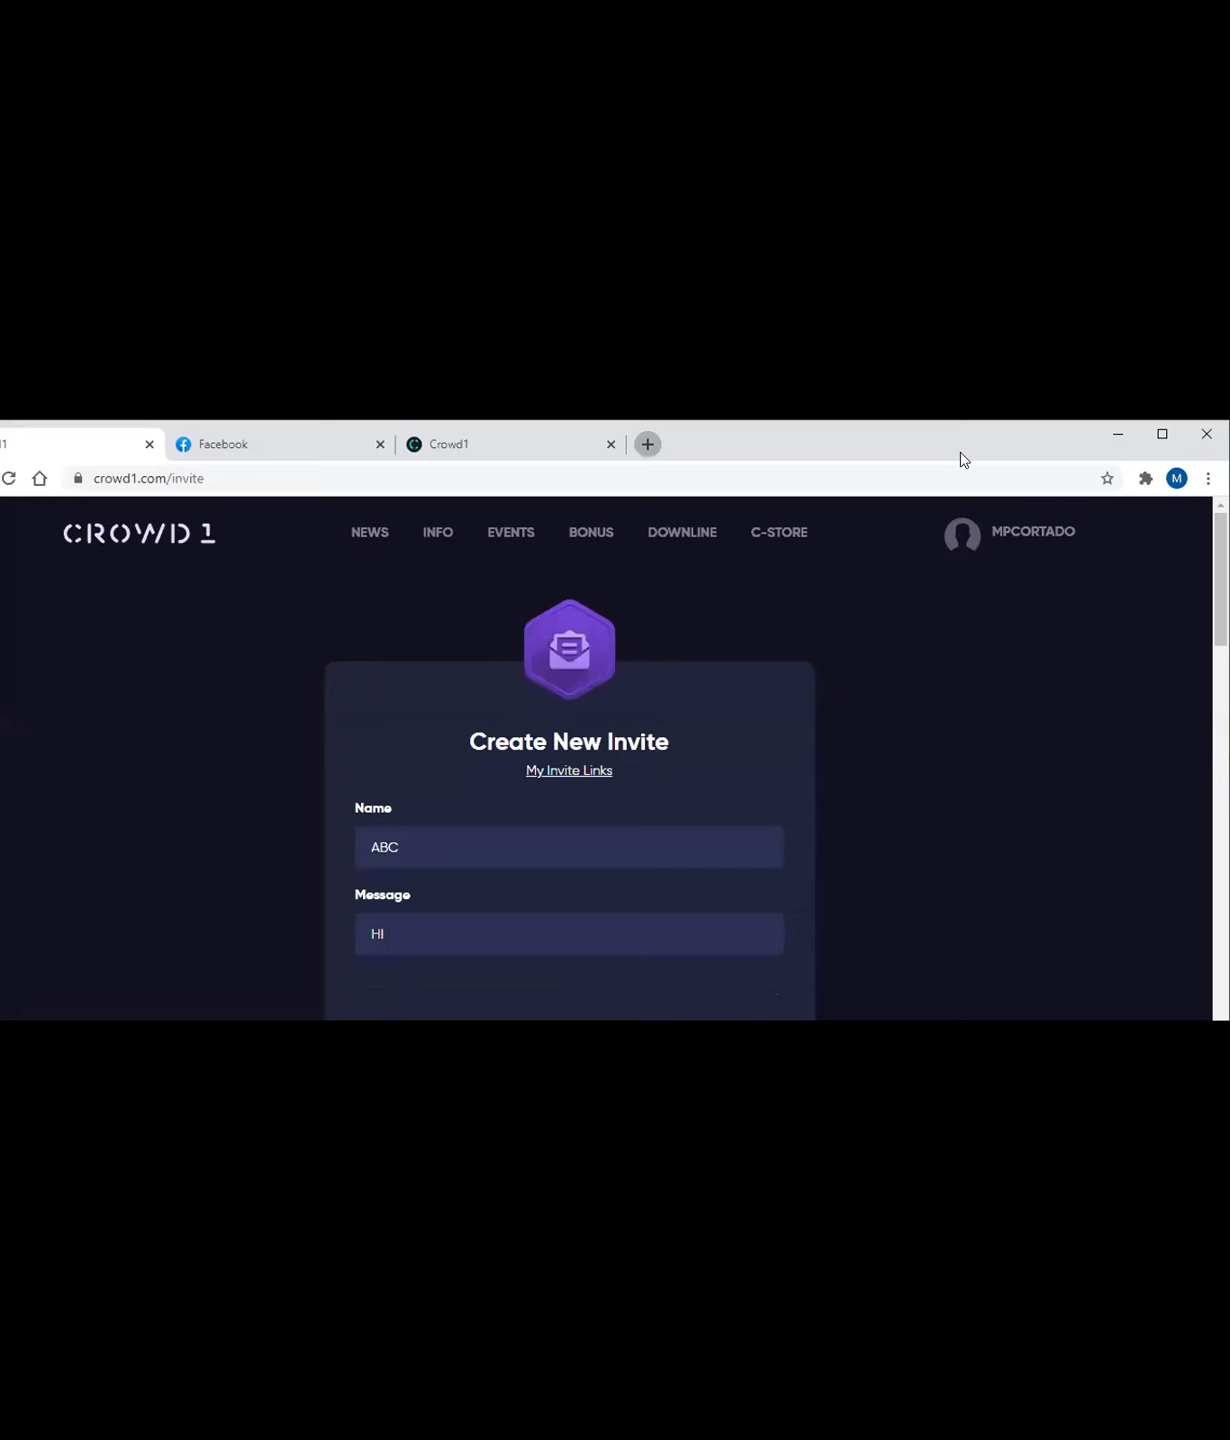 11
Facebook
Crowd1
crowd1.com/invite
M
CROWD 1
NEWS INFO EVENTS BONUS DOWNLINE C-STORE MPCORTADO
Create New Invite
My Invite Links
Name
ABC
Message
HI